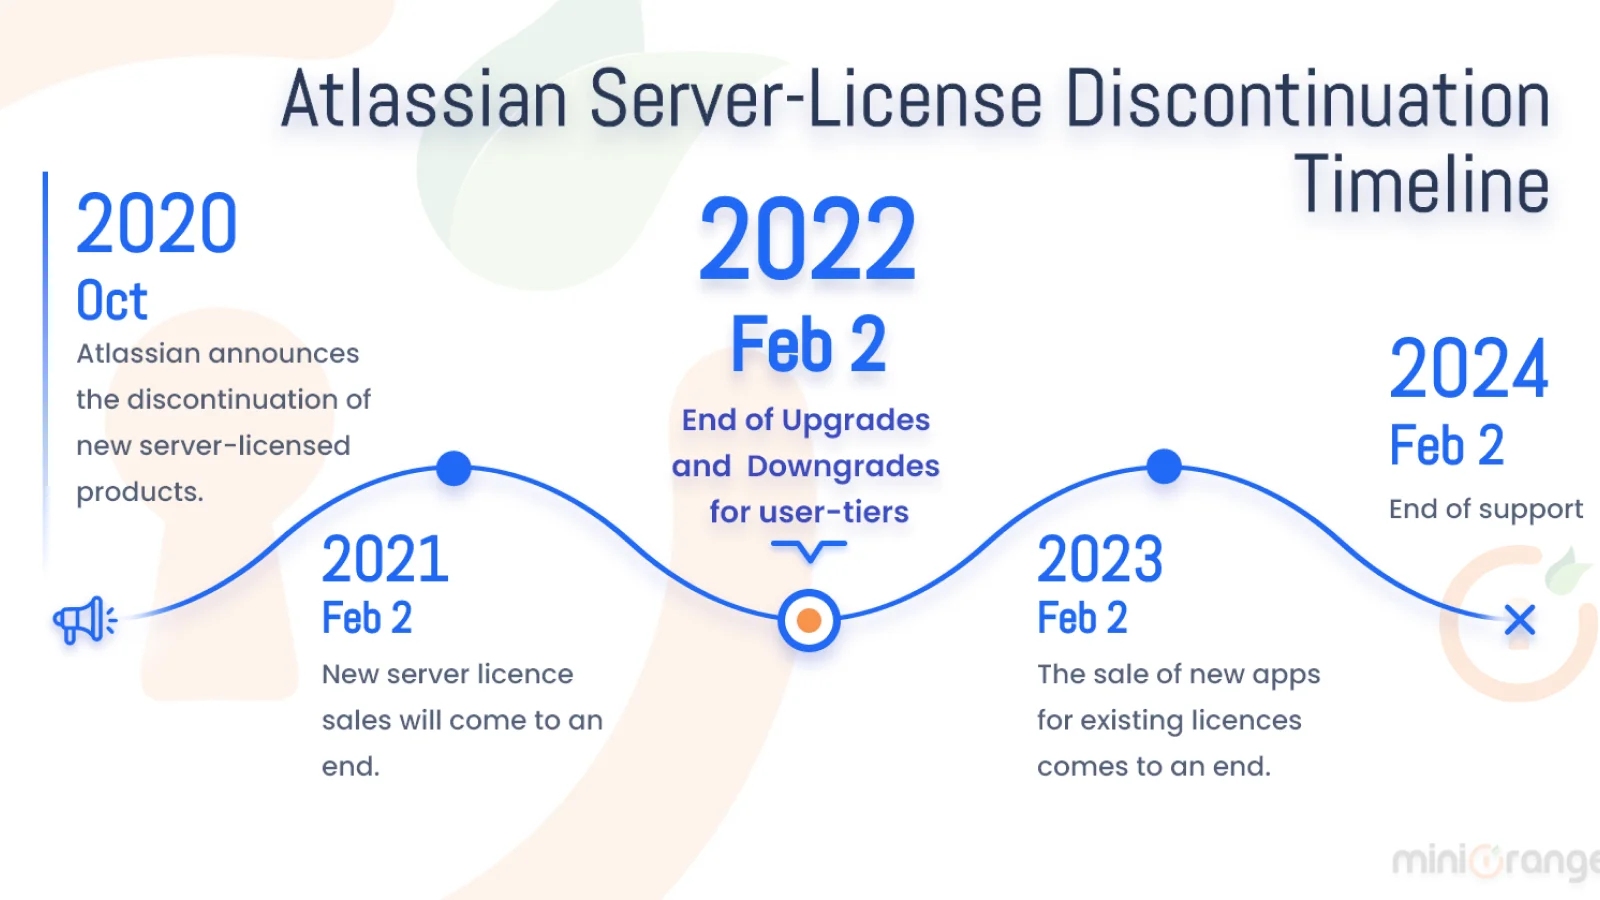 Atlassian Server-License Discontinuation
Timeline
2020
Oct
Atlassian announces
the discontinuation of
new server-licensed
products.
2021
Feb 2
New server licence
sales will come to an
end.
2022
Feb 2
End of Upgrades
and Downgrades
for user-tiers
2023
Feb 2
The sale of new apps
for existing licences
comes to an end.
2024
Feb 2
End of support
miniOrange